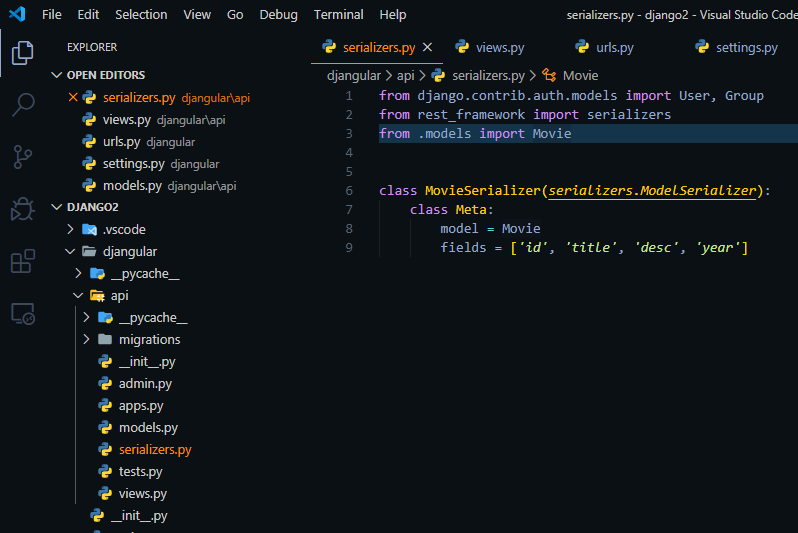 File Edit Selection View Go Debug Terminal Help serializers.py - django2 - Visual Studio Code
EXPLORER
OPEN EDITORS
serializers.py djangular\api
views.py djangular\api
urls.py djangular
settings.py djangular
models.py djangular\api
DJANGO2
.vscode
djangular
__pycache__
api
__pycache__
migrations
__init__.py
admin.py
apps.py
models.py
serializers.py
tests.py
views.py
__init__.py
serializers.py views.py urls.py settings.py
djangular > api > serializers.py > Movie
1 from django.contrib.auth.models import User, Group
2 from rest_framework import serializers
3 from .models import Movie
4
5
6 class MovieSerializer(serializers.ModelSerializer):
7 class Meta:
8 model = Movie
9 fields = ['id', 'title', 'desc', 'year']